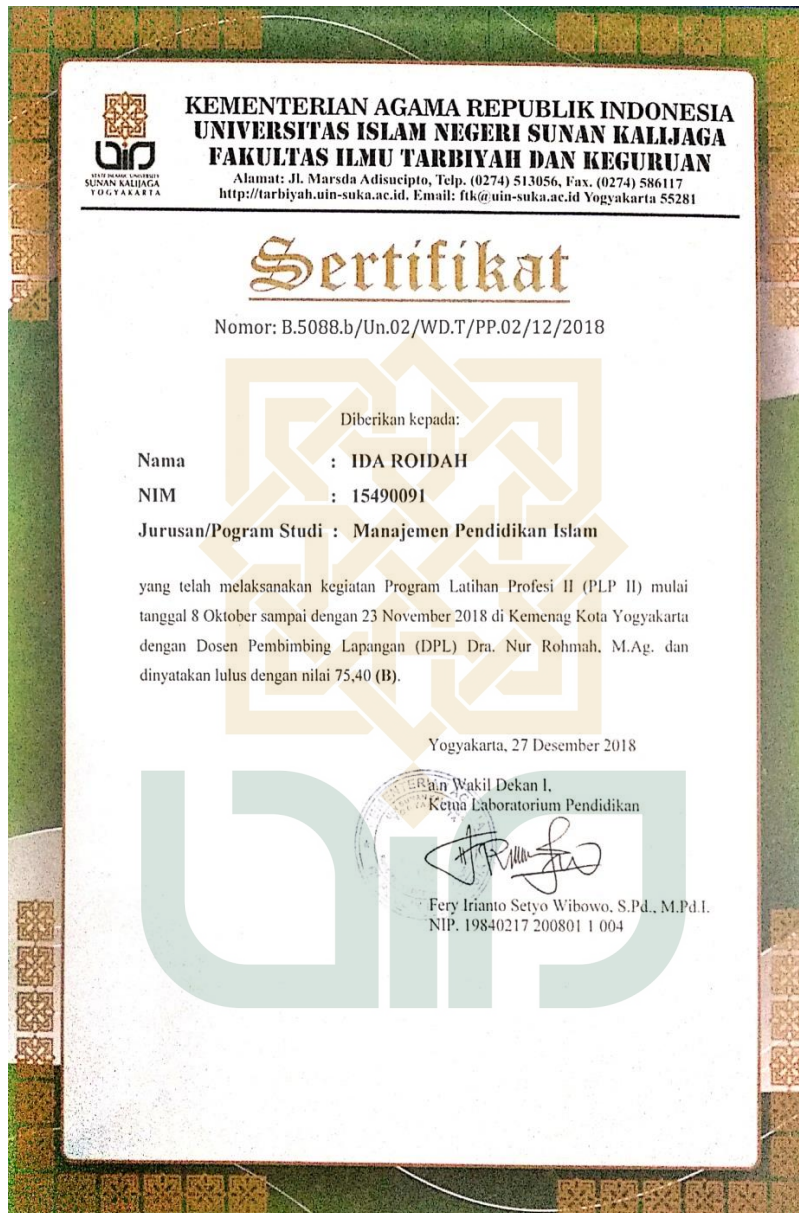 KEMENTERIAN AGAMA REPUBLIK INDONESIA
UNIVERSITAS ISLAM NEGERI SUNAN KALIJAGA
FAKULTAS ILMU TARBIYAH DAN KEGURUAN
Alamat: Jl. Marsda Adisucipto, Telp. (0274) 513056, Fax. (0274) 586117
http://tarbiyah.uin-suka.ac.id. Email: ftk@uin-suka.ac.id Yogyakarta 55281
STATE ISLAMIC UNIVERSITY
SUNAN KALIJAGA
YOGYAKARTA
Sertifikat
Nomor: B.5088.b/Un.02/WD.T/PP.02/12/2018
Diberikan kepada:
Nama : IDA ROIDAH
NIM : 15490091
Jurusan/Pogram Studi : Manajemen Pendidikan Islam
yang telah melaksanakan kegiatan Program Latihan Profesi II (PLP II) mulai
tanggal 8 Oktober sampai dengan 23 November 2018 di Kemenag Kota Yogyakarta
dengan Dosen Pembimbing Lapangan (DPL) Dra. Nur Rohmah, M.Ag. dan
dinyatakan lulus dengan nilai 75,40 (B).
Yogyakarta, 27 Desember 2018
a.n Wakil Dekan I,
Ketua Laboratorium Pendidikan
Fery Irianto Setyo Wibowo, S.Pd., M.Pd.I.
NIP. 19840217 200801 1 004